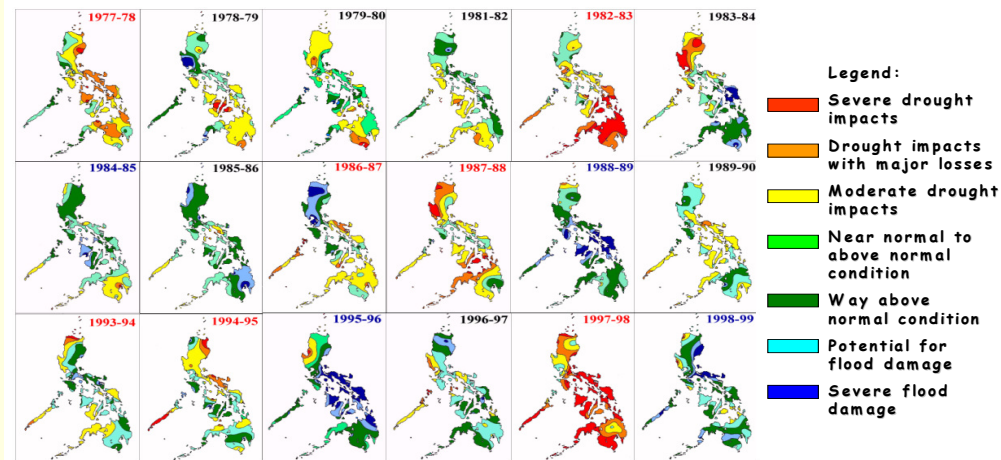 1977-78
1978-79
1979-80
1981-82
1982-83
1983-84
1984-85
1985-86
1986-87
1987-88
1988-89
1989-90
1993-94
1994-95
1995-96
1996-97
1997-98
1998-99
Legend:
Severe drought
impacts
Drought impacts
with major losses
Moderate drought
impacts
Near normal to
above normal
condition
Way above
normal condition
Potential for
flood damage
Severe flood
damage